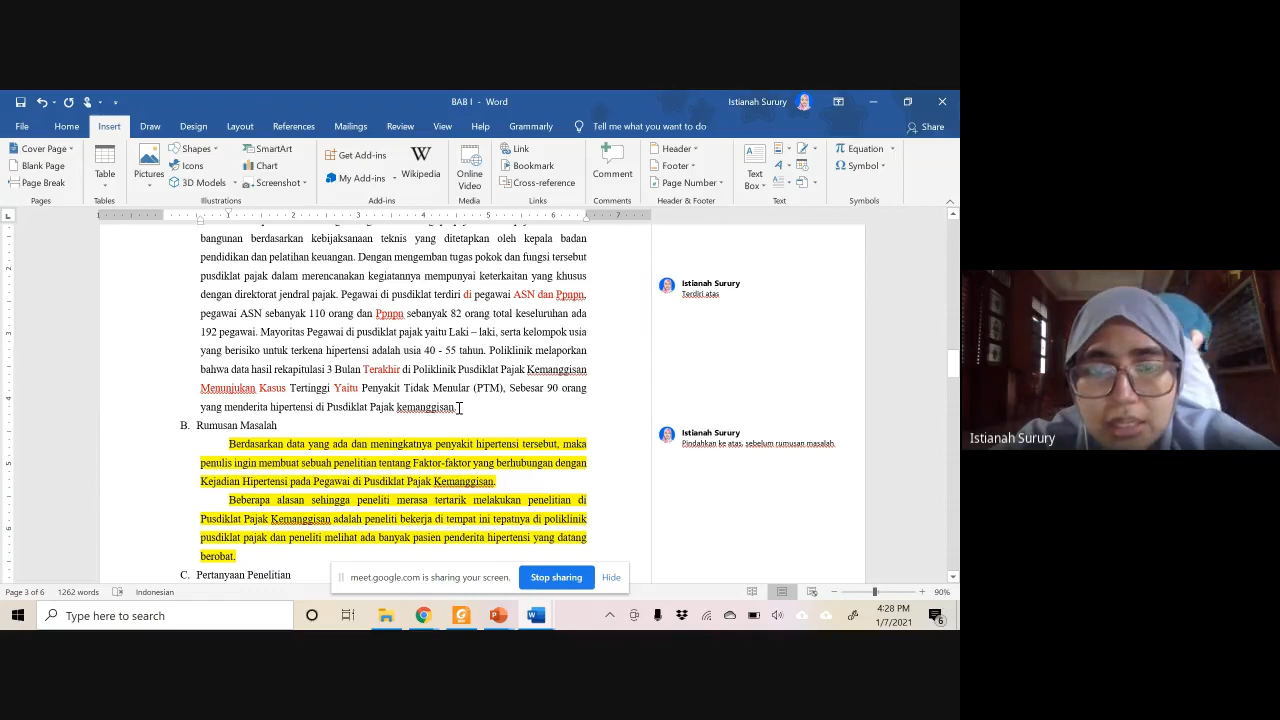 BAB I - Word
Istianah Surury
File Home Insert Draw Design Layout References Mailings Review View Help Grammarly Tell me what you want to do Share
Cover Page
Blank Page
Page Break
Pages
Table
Tables
Pictures
Shapes
Icons
3D Models
SmartArt
Chart
Screenshot
Illustrations
Get Add-ins
My Add-ins
Wikipedia
Add-ins
Online Video
Media
Link
Bookmark
Cross-reference
Links
Comment
Comments
Header
Footer
Page Number
Header & Footer
Text Box
Text
Equation
Symbol
Symbols
1 1 2 3 4 5 6 7
bangunan berdasarkan kebijaksanaan teknis yang ditetapkan oleh kepala badan
pendidikan dan pelatihan keuangan. Dengan mengemban tugas pokok dan fungsi tersebut
pusdiklat pajak dalam merencanakan kegiatannya mempunyai keterkaitan yang khusus
dengan direktorat jendral pajak. Pegawai di pusdiklat terdiri di pegawai ASN dan Ppnpn,
pegawai ASN sebanyak 110 orang dan Ppnpn sebanyak 82 orang total keseluruhan ada
192 pegawai. Mayoritas Pegawai di pusdiklat pajak yaitu Laki – laki, serta kelompok usia
yang berisiko untuk terkena hipertensi adalah usia 40 - 55 tahun. Poliklinik melaporkan
bahwa data hasil rekapitulasi 3 Bulan Terakhir di Poliklinik Pusdiklat Pajak Kemanggisan
Menunjukan Kasus Tertinggi Yaitu Penyakit Tidak Menular (PTM), Sebesar 90 orang
yang menderita hipertensi di Pusdiklat Pajak kemanggisan.
B. Rumusan Masalah
Berdasarkan data yang ada dan meningkatnya penyakit hipertensi tersebut, maka
penulis ingin membuat sebuah penelitian tentang Faktor-faktor yang berhubungan dengan
Kejadian Hipertensi pada Pegawai di Pusdiklat Pajak Kemanggisan.
Beberapa alasan sehingga peneliti merasa tertarik melakukan penelitian di
Pusdiklat Pajak Kemanggisan adalah peneliti bekerja di tempat ini tepatnya di poliklinik
pusdiklat pajak dan peneliti melihat ada banyak pasien penderita hipertensi yang datang
berobat.
C. Pertanyaan Penelitian
Istianah Surury
Terdiri atas
Istianah Surury
Pindahkan ke atas, sebelum rumusan masalah.
meet.google.com is sharing your screen. Stop sharing Hide
Page 3 of 6 1262 words Indonesian 90%
Type here to search
4:28 PM
1/7/2021
6
Istianah Surury